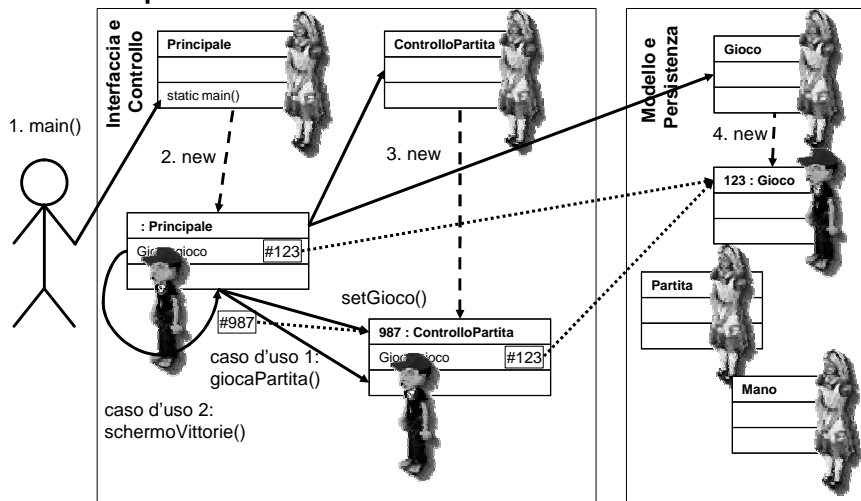 Interfaccia e
Controllo
Principale
static main()
ControlloPartita
Modello e
Persistenza
Gioco
1. main()
2. new
3. new
4. new
123 : Gioco
: Principale
gioco
#123
setGioco()
#987
987 : ControlloPartita
#123
caso d'uso 1:
giocaPartita()
caso d'uso 2:
schermoVittorie()
Partita
Mano